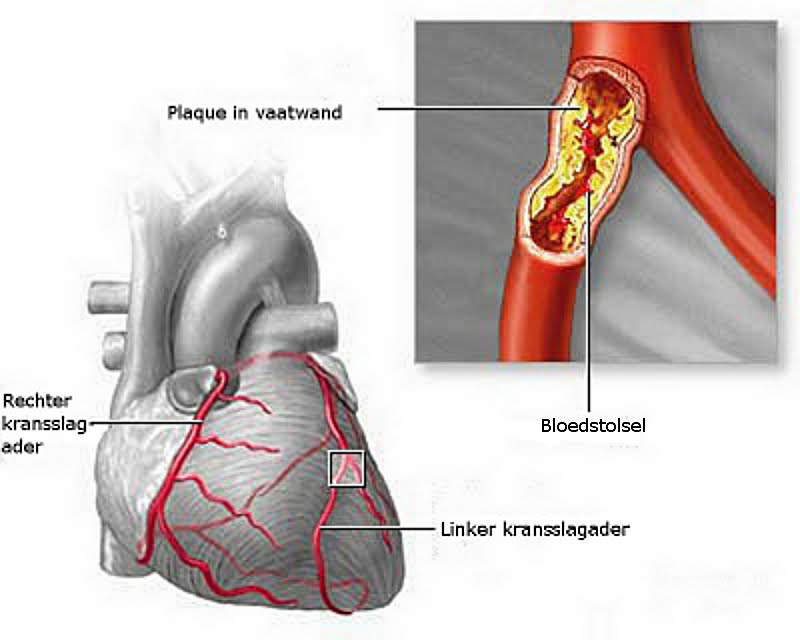 Plaque in vaatwand
Rechter
kransslag
ader
Bloedstolsel
Linker kransslagader